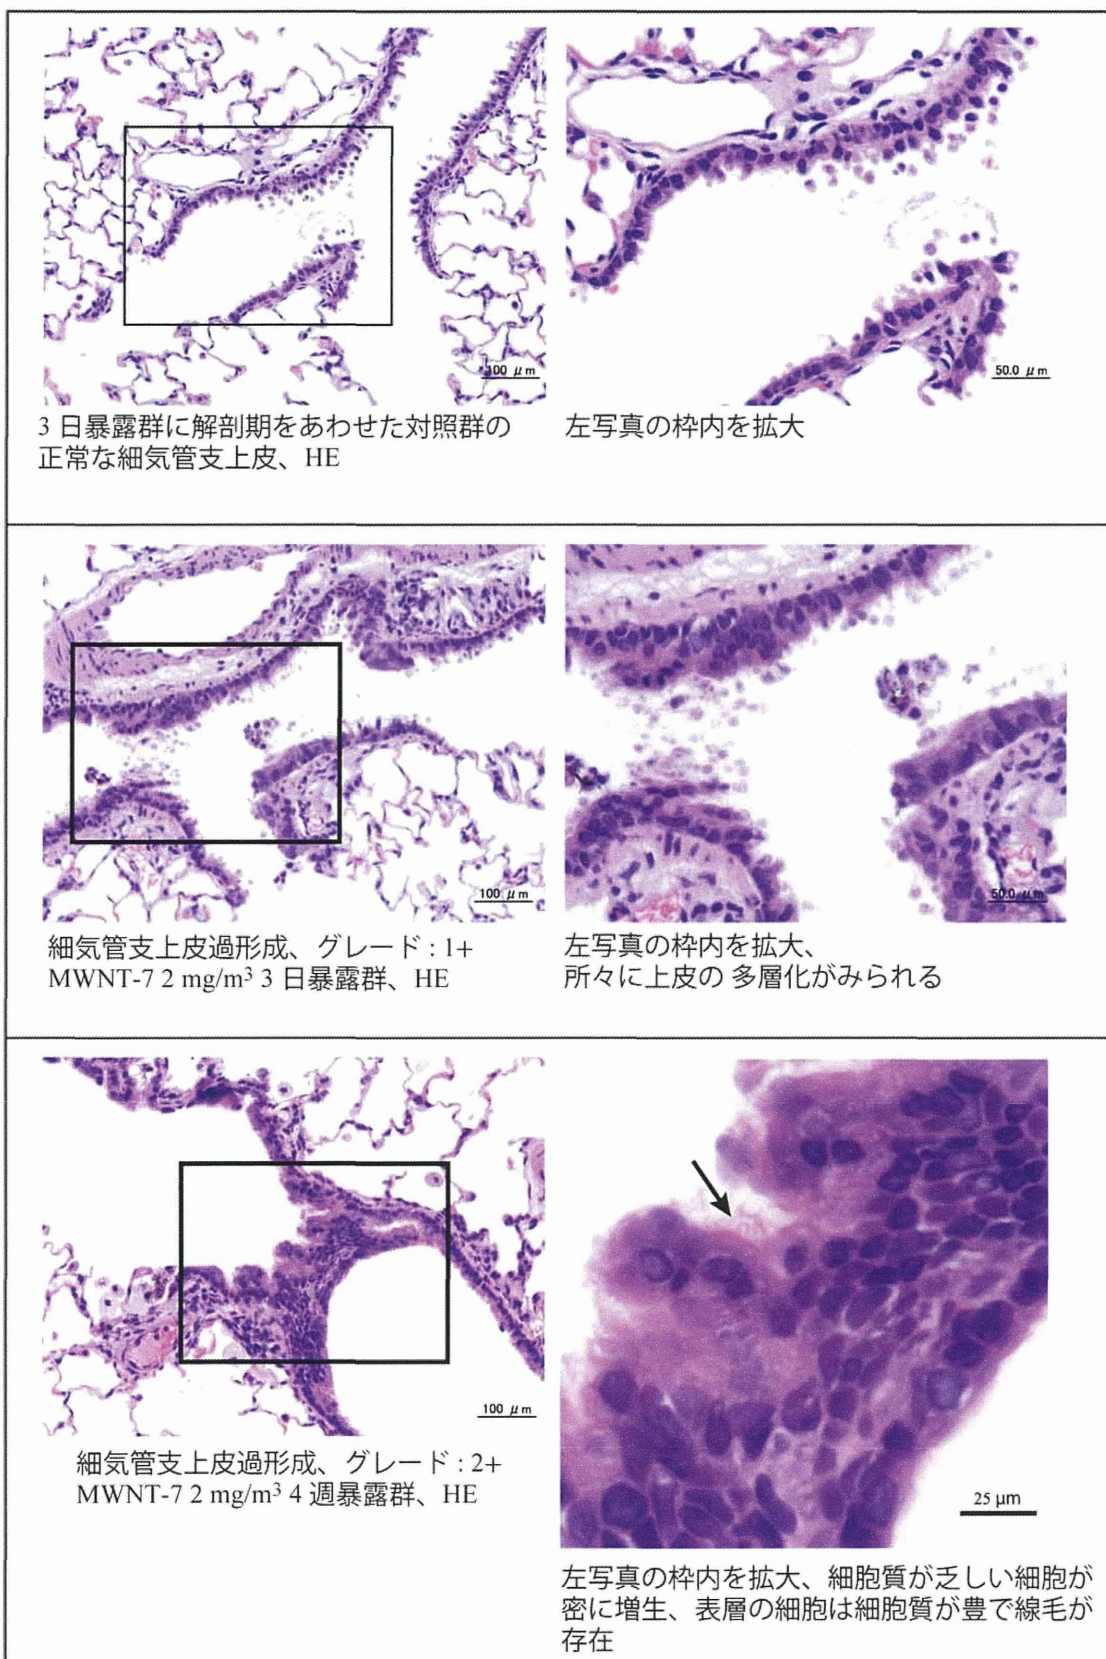 100 μm
50.0 μm
3 日暴露群に解剖期をあわせた対照群の
正常な細気管支上皮、HE
左写真の枠内を拡大
100 μm
50.0 μm
細気管支上皮過形成、グレード : 1+
MWNT-7 2 mg/m³ 3 日暴露群、HE
左写真の枠内を拡大、
所々に上皮の 多層化がみられる
100 μm
25 μm
細気管支上皮過形成、グレード : 2+
MWNT-7 2 mg/m³ 4 週暴露群、HE
左写真の枠内を拡大、細胞質が乏しい細胞が
密に増生、表層の細胞は細胞質が豊で線毛が
存在